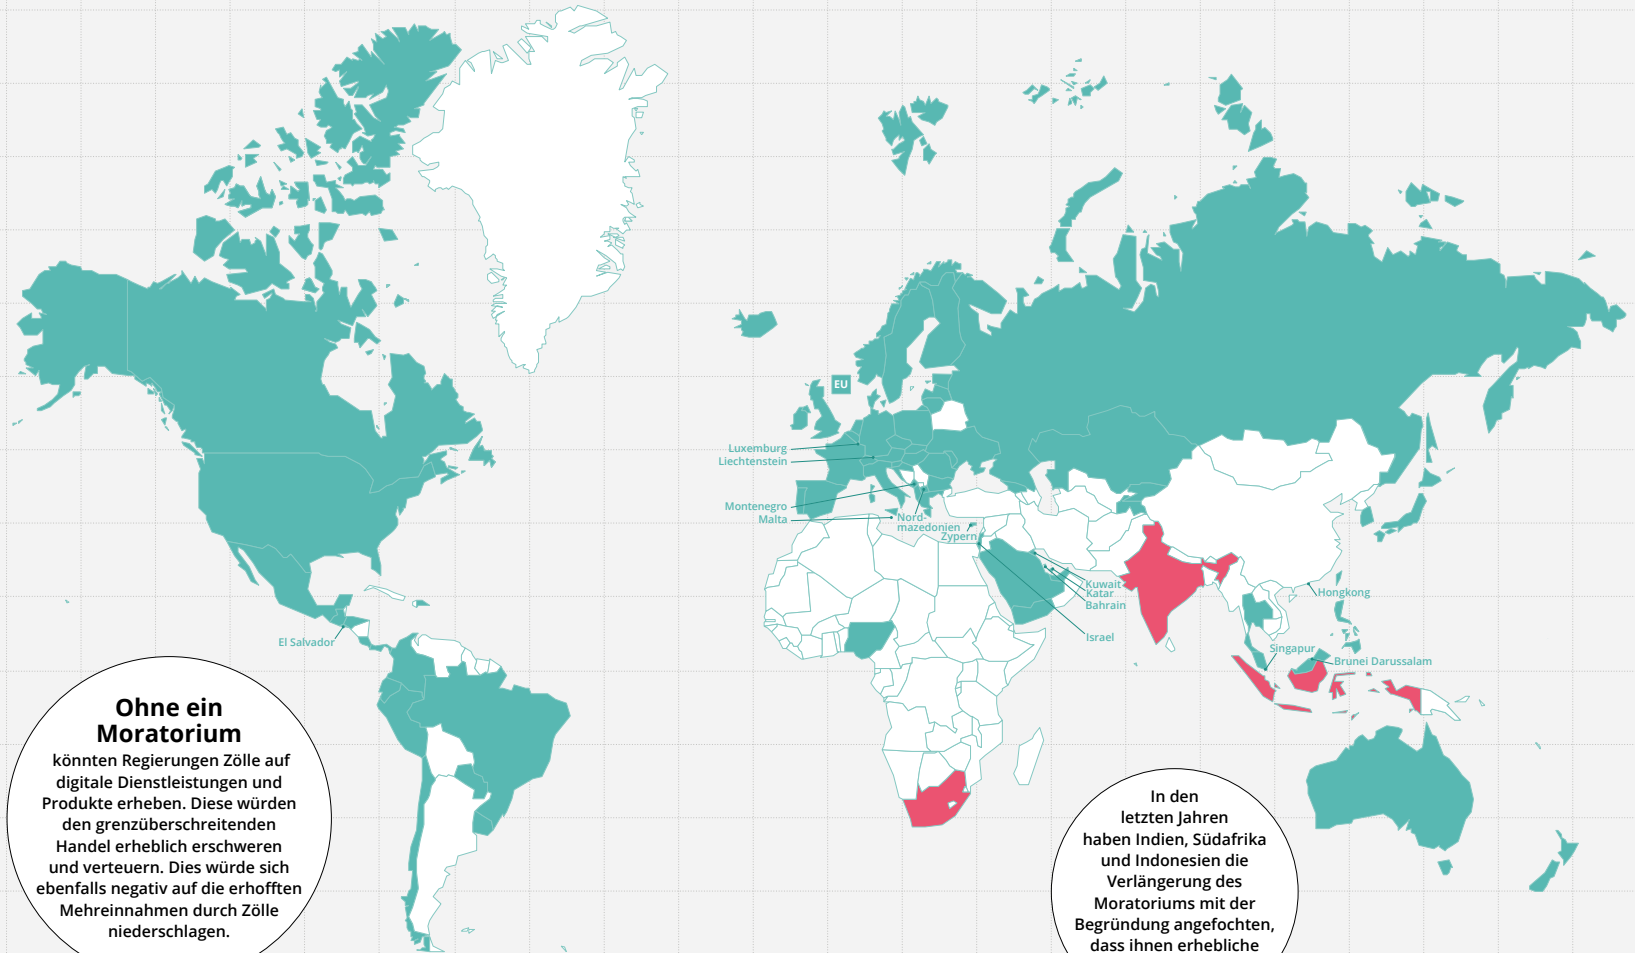 EU
Luxemburg
Liechtenstein
Montenegro
Malta
Nord-
mazedonien
Zypern
Kuwait
Katar
Bahrain
Israel
Hongkong
Singapur
Brunei Darussalam
El Salvador
Ohne ein
Moratorium
könnten Regierungen Zölle auf
digitale Dienstleistungen und
Produkte erheben. Diese würden
den grenzüberschreitenden
Handel erheblich erschweren
und verteuern. Dies würde sich
ebenfalls negativ auf die erhofften
Mehreinnahmen durch Zölle
niederschlagen.
In den
letzten Jahren
haben Indien, Südafrika
und Indonesien die
Verlängerung des
Moratoriums mit der
Begründung angefochten,
dass ihnen erhebliche